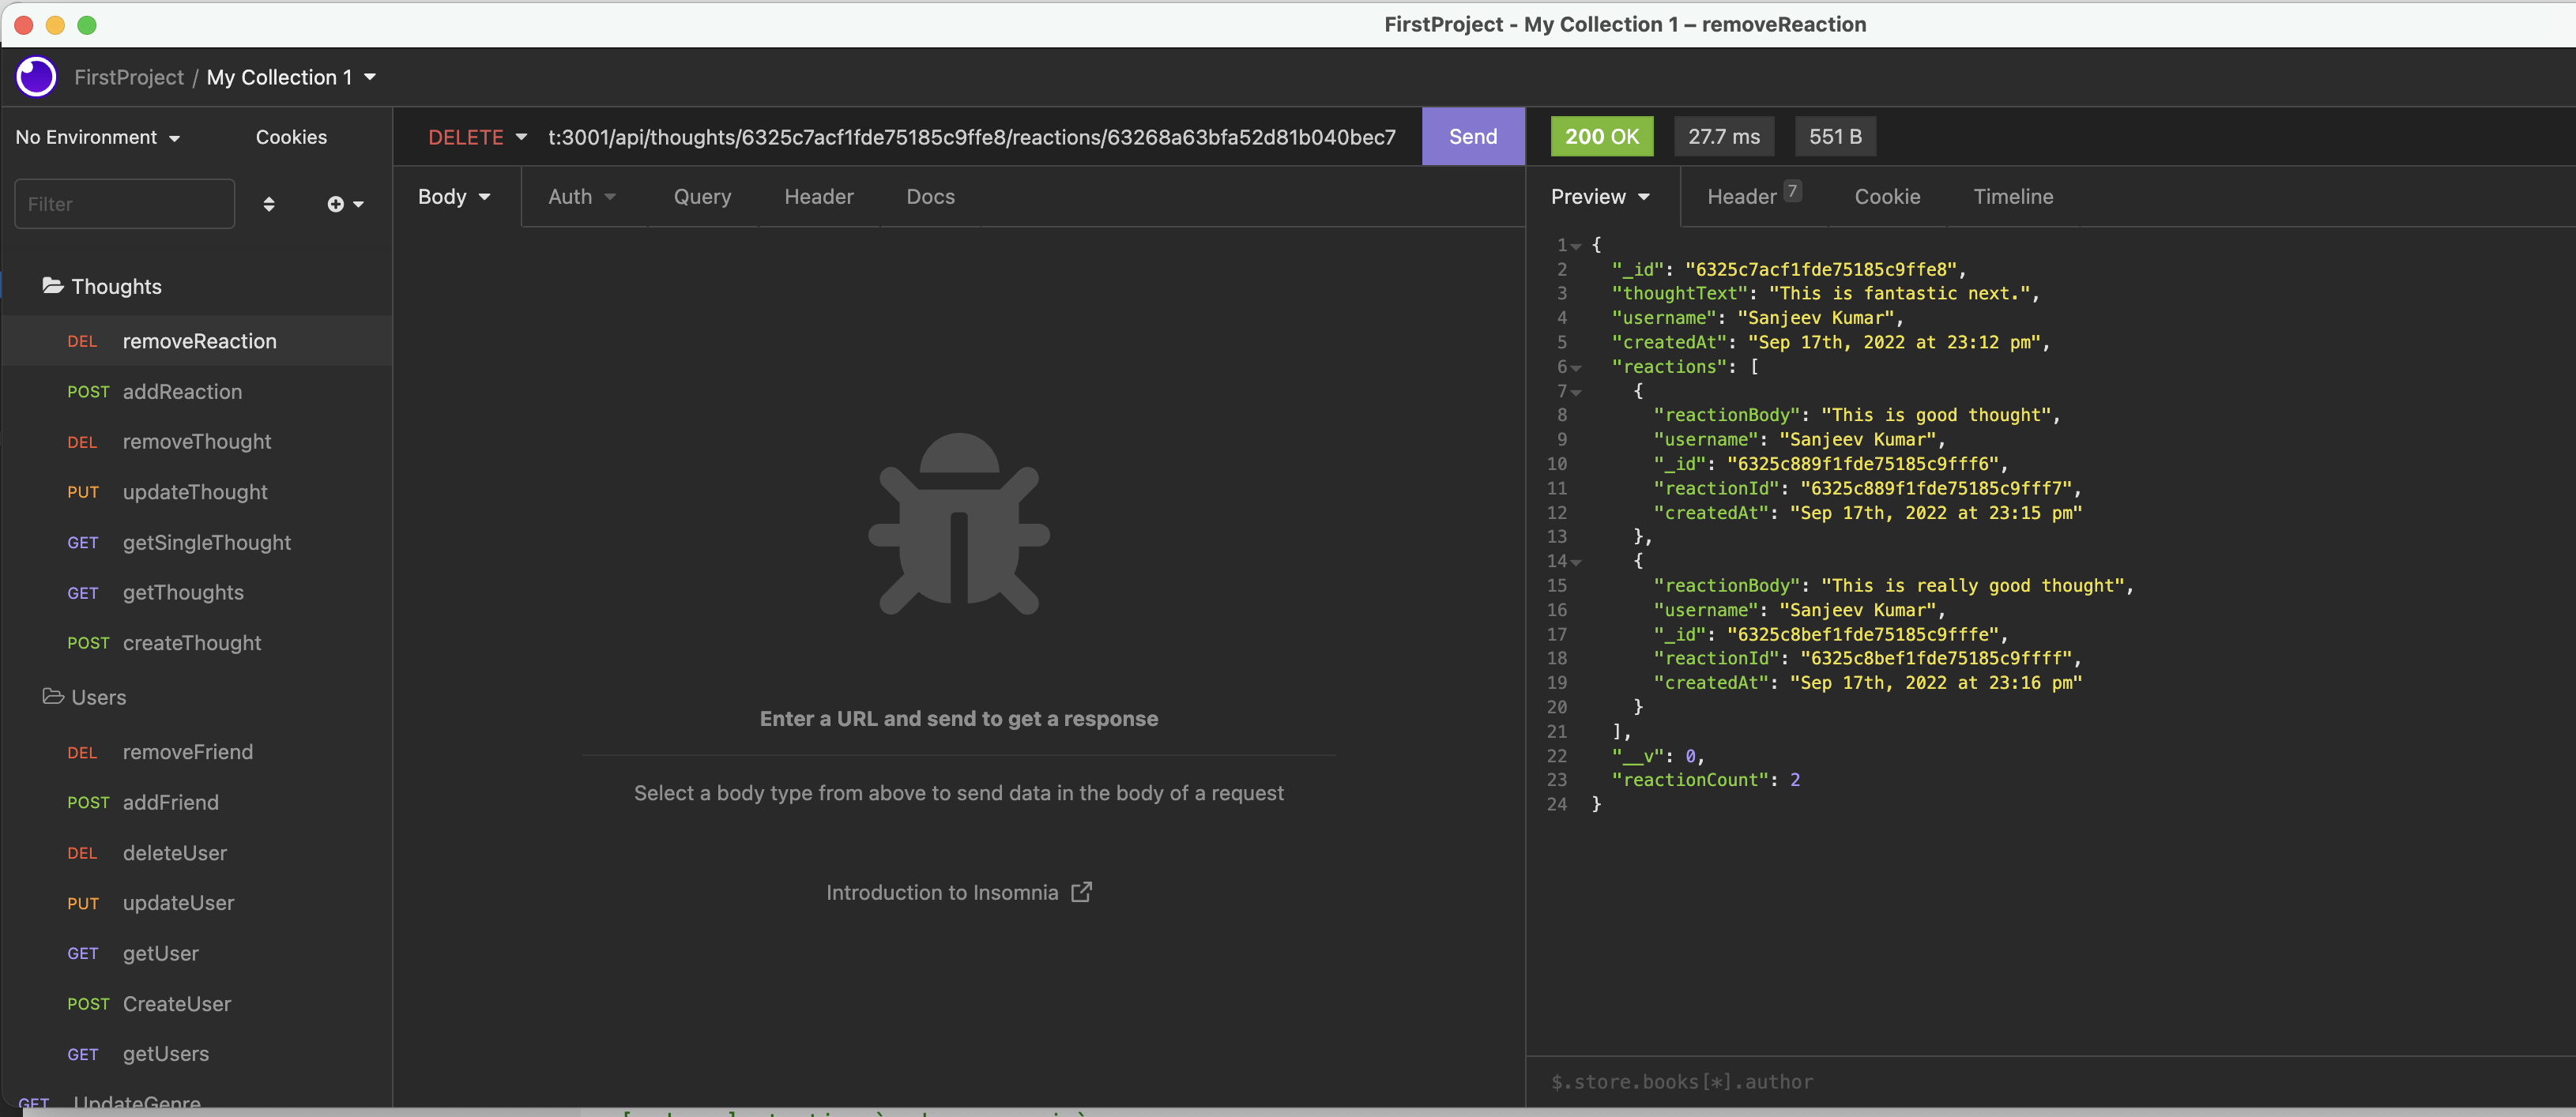 FirstProject - My Collection 1 – removeReaction
FirstProject / My Collection 1
No Environment
Cookies
Filter
Thoughts
DEL removeReaction
POST addReaction
DEL removeThought
PUT updateThought
GET getSingleThought
GET getThoughts
POST createThought
Users
DEL removeFriend
POST addFriend
DEL deleteUser
PUT updateUser
GET getUser
POST CreateUser
GET getUsers
GET UpdateGenre
DELETE t:3001/api/thoughts/6325c7acf1fde75185c9ffe8/reactions/63268a63bfa52d81b040bec7 Send
Body Auth Query Header Docs
Enter a URL and send to get a response
Select a body type from above to send data in the body of a request
Introduction to Insomnia
200 OK 27.7 ms 551 B
Preview Header 7 Cookie Timeline
1 {
2 "_id": "6325c7acf1fde75185c9ffe8",
3 "thoughtText": "This is fantastic next.",
4 "username": "Sanjeev Kumar",
5 "createdAt": "Sep 17th, 2022 at 23:12 pm",
6 "reactions": [
7 {
8 "reactionBody": "This is good thought",
9 "username": "Sanjeev Kumar",
10 "_id": "6325c889f1fde75185c9fff6",
11 "reactionId": "6325c889f1fde75185c9fff7",
12 "createdAt": "Sep 17th, 2022 at 23:15 pm"
13 },
14 {
15 "reactionBody": "This is really good thought",
16 "username": "Sanjeev Kumar",
17 "_id": "6325c8bef1fde75185c9fffe",
18 "reactionId": "6325c8bef1fde75185c9ffff",
19 "createdAt": "Sep 17th, 2022 at 23:16 pm"
20 }
21 ],
22 "__v": 0,
23 "reactionCount": 2
24 }
$.store.books[*].author